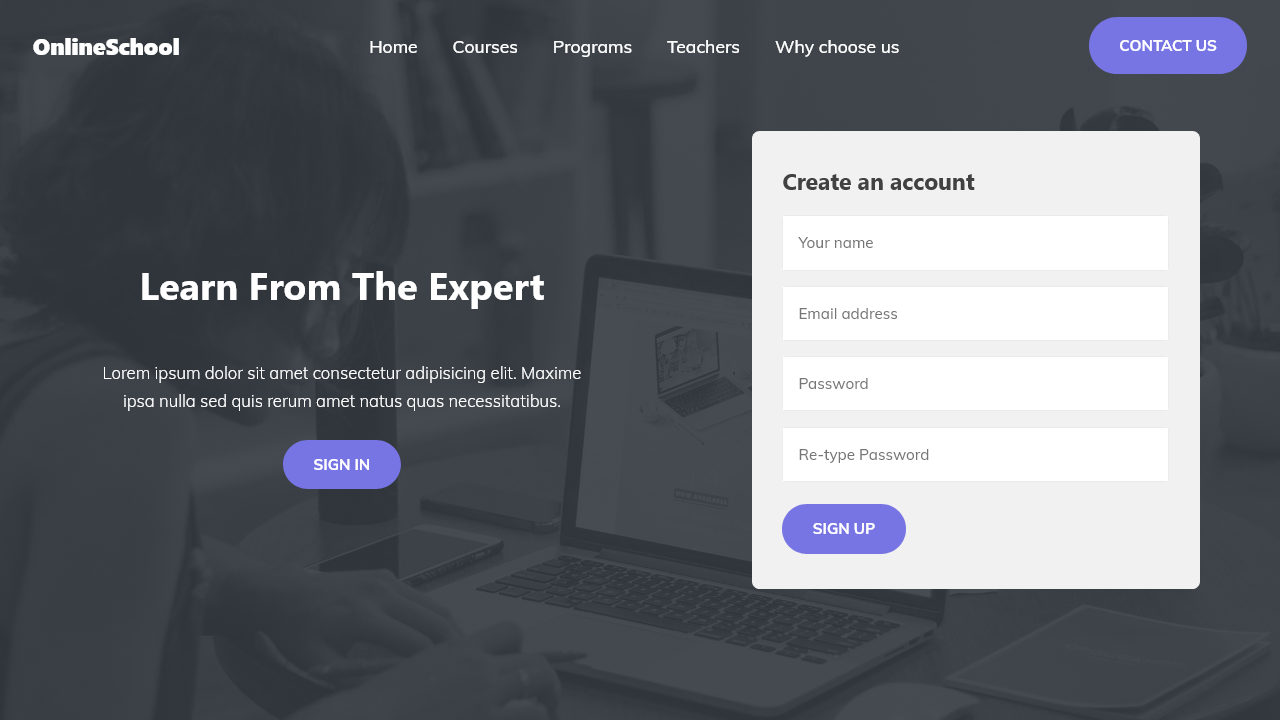 OnlineSchool
Home
Courses
Programs
Teachers
Why choose us
CONTACT US
Learn From The Expert
Lorem ipsum dolor sit amet consectetur adipisicing elit. Maxime
ipsa nulla sed quis rerum amet natus quas necessitatibus.
SIGN IN
Create an account
Your name
Email address
Password
Re-type Password
SIGN UP